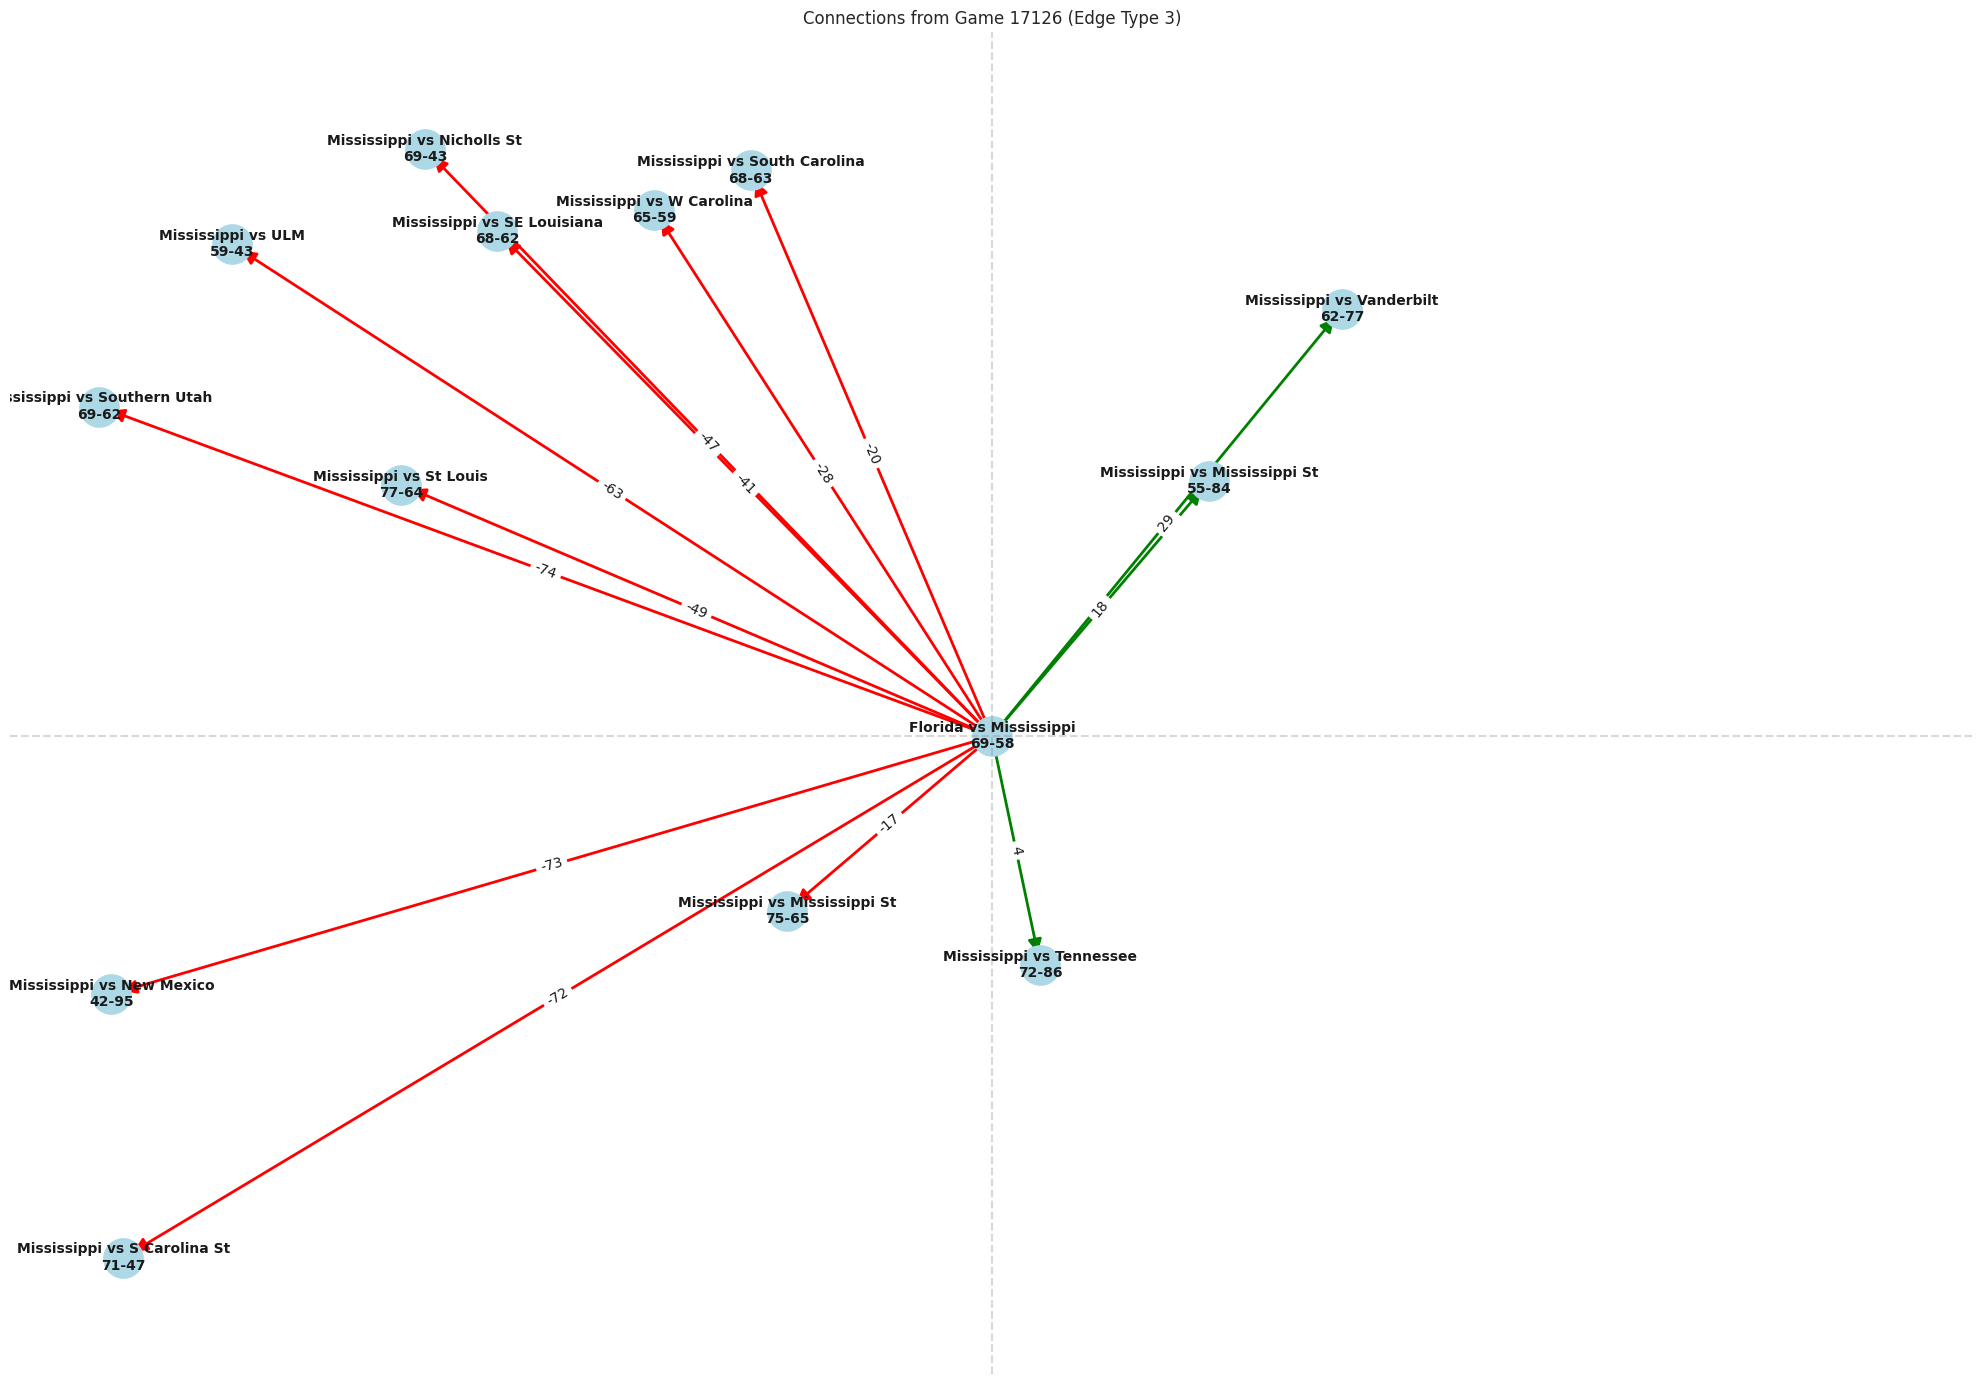 Connections from Game 17126 (Edge Type 3)
Mississippi vs Nicholls St
69-43
Mississippi vs South Carolina
68-63
Mississippi vs W Carolina
65-59
Mississippi vs SE Louisiana
68-62
Mississippi vs ULM
59-43
Mississippi vs Vanderbilt
62-77
ssissippi vs Southern Utah
69-62
Mississippi vs St Louis
77-64
Mississippi vs Mississippi St
55-84
-47
-20
-41
-28
-63
29
-74
-49
18
Florida vs Mississippi
69-58
-17
4
-73
Mississippi vs Mississippi St
75-65
Mississippi vs Tennessee
72-86
Mississippi vs New Mexico
42-95
-72
Mississippi vs S Carolina St
71-47